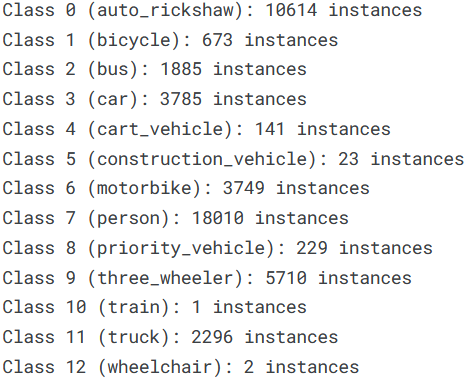 Class 0 (auto_rickshaw): 10614 instances
Class 1 (bicycle): 673 instances
Class 2 (bus): 1885 instances
Class 3 (car): 3785 instances
Class 4 (cart_vehicle): 141 instances
Class 5 (construction_vehicle): 23 instances
Class 6 (motorbike): 3749 instances
Class 7 (person): 18010 instances
Class 8 (priority_vehicle): 229 instances
Class 9 (three_wheeler): 5710 instances
Class 10 (train): 1 instances
Class 11 (truck): 2296 instances
Class 12 (wheelchair): 2 instances